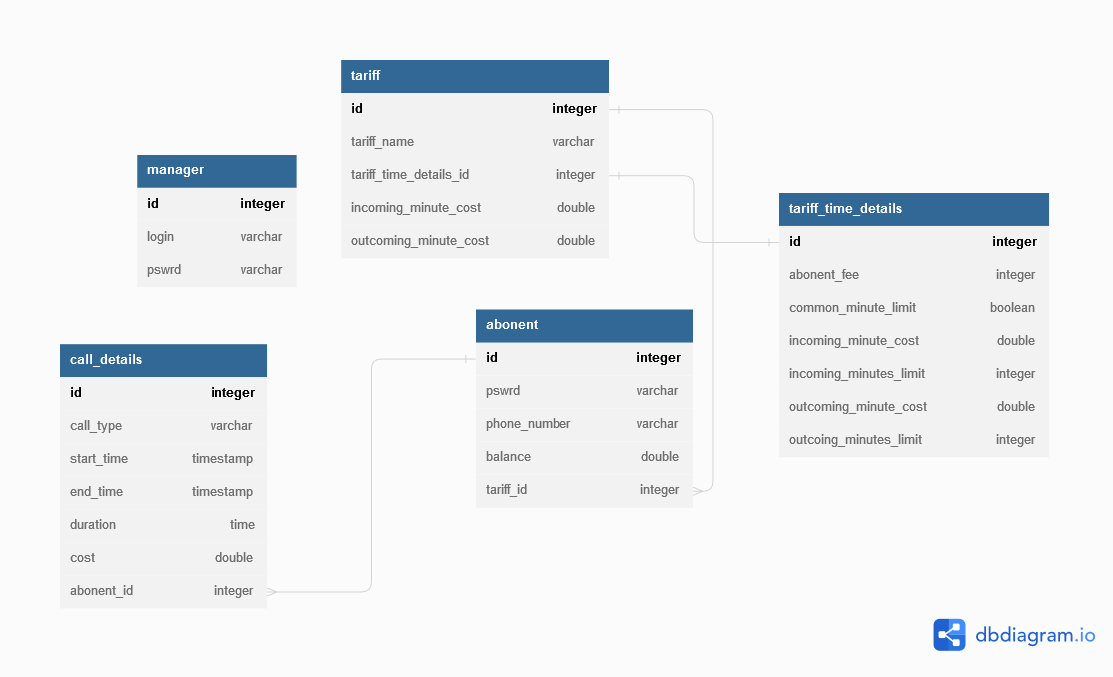 tariff
id integer
tariff_name varchar
tariff_time_details_id integer
incoming_minute_cost double
outcoming_minute_cost double
manager
id integer
login varchar
pswrd varchar
tariff_time_details
id integer
abonent_fee integer
common_minute_limit boolean
incoming_minute_cost double
incoming_minutes_limit integer
outcoming_minute_cost double
outcoing_minutes_limit integer
abonent
id integer
pswrd varchar
phone_number varchar
balance double
tariff_id integer
call_details
id integer
call_type varchar
start_time timestamp
end_time timestamp
duration time
cost double
abonent_id integer
dbdiagram.io